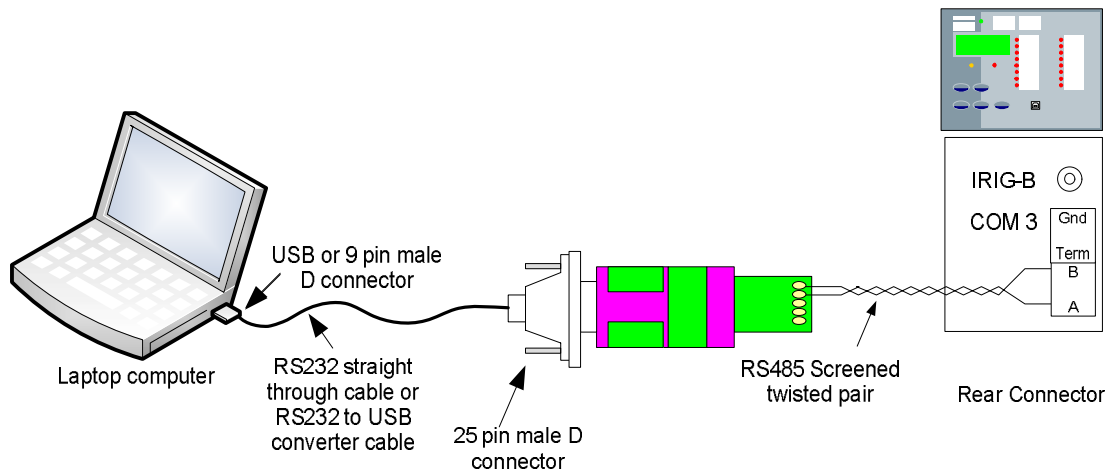 IRIG-B
COM 3
Gnd
Term
B
A
USB or 9 pin male
D connector
Laptop computer
RS232 straight
through cable or
RS232 to USB
converter cable
25 pin male D
connector
RS485 Screened
twisted pair
Rear Connector